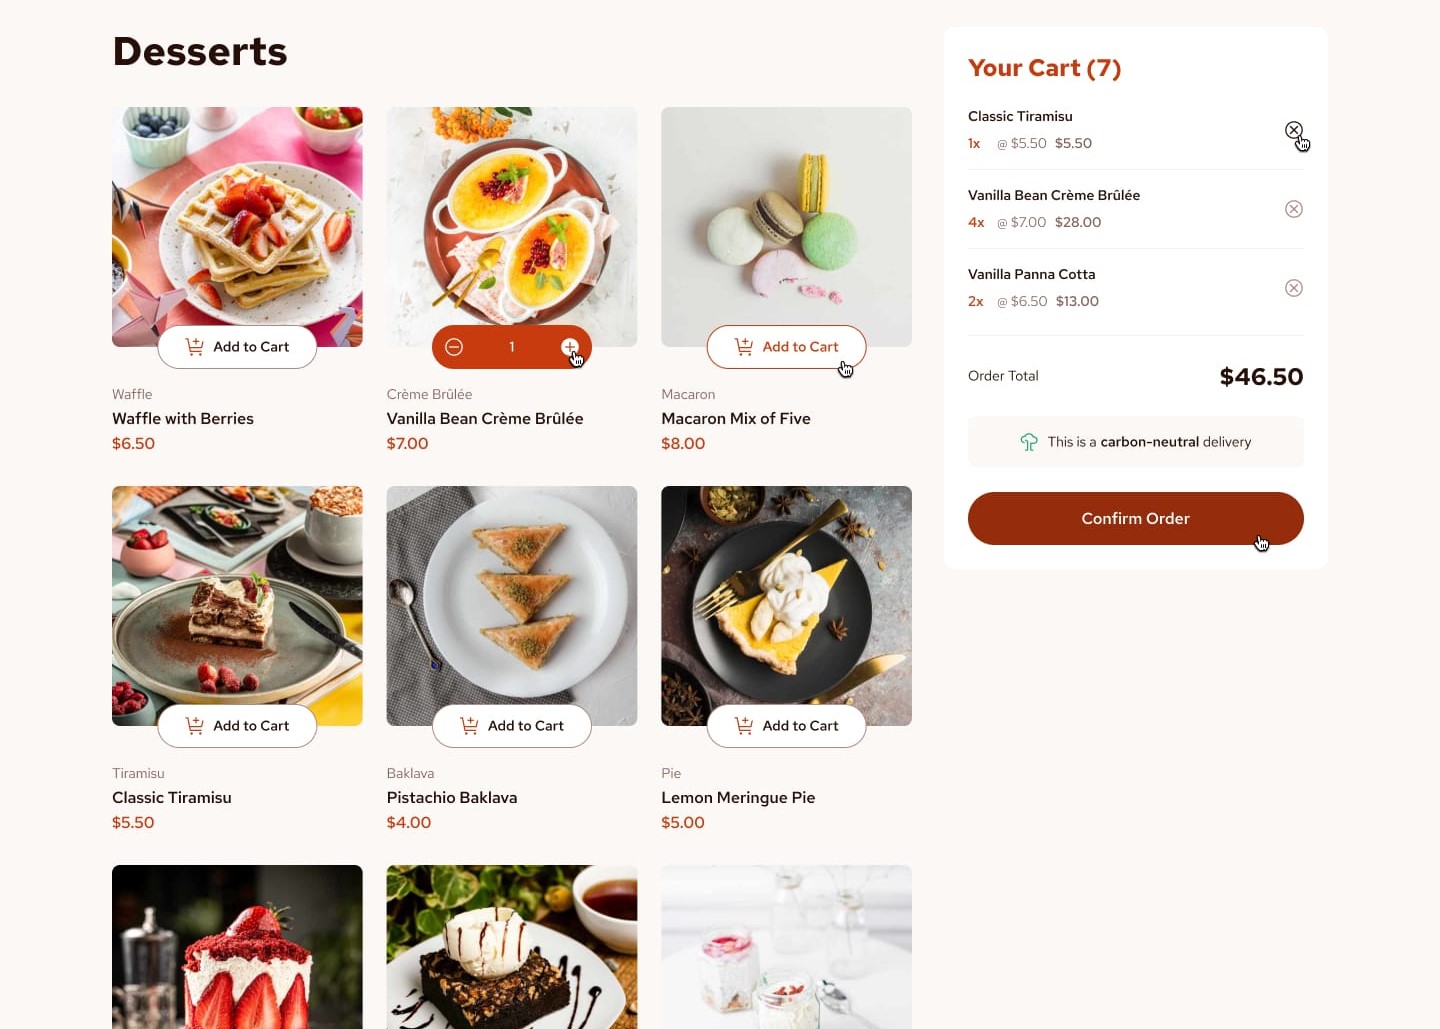 Desserts
Add to Cart
Waffle
Waffle with Berries
$6.50
1
Crème Brûlée
Vanilla Bean Crème Brûlée
$7.00
Add to Cart
Macaron
Macaron Mix of Five
$8.00
Add to Cart
Tiramisu
Classic Tiramisu
$5.50
Add to Cart
Baklava
Pistachio Baklava
$4.00
Add to Cart
Pie
Lemon Meringue Pie
$5.00
Your Cart (7)
Classic Tiramisu
1x @ $5.50 $5.50
Vanilla Bean Crème Brûlée
4x @ $7.00 $28.00
Vanilla Panna Cotta
2x @ $6.50 $13.00
Order Total $46.50
This is a carbon-neutral delivery
Confirm Order